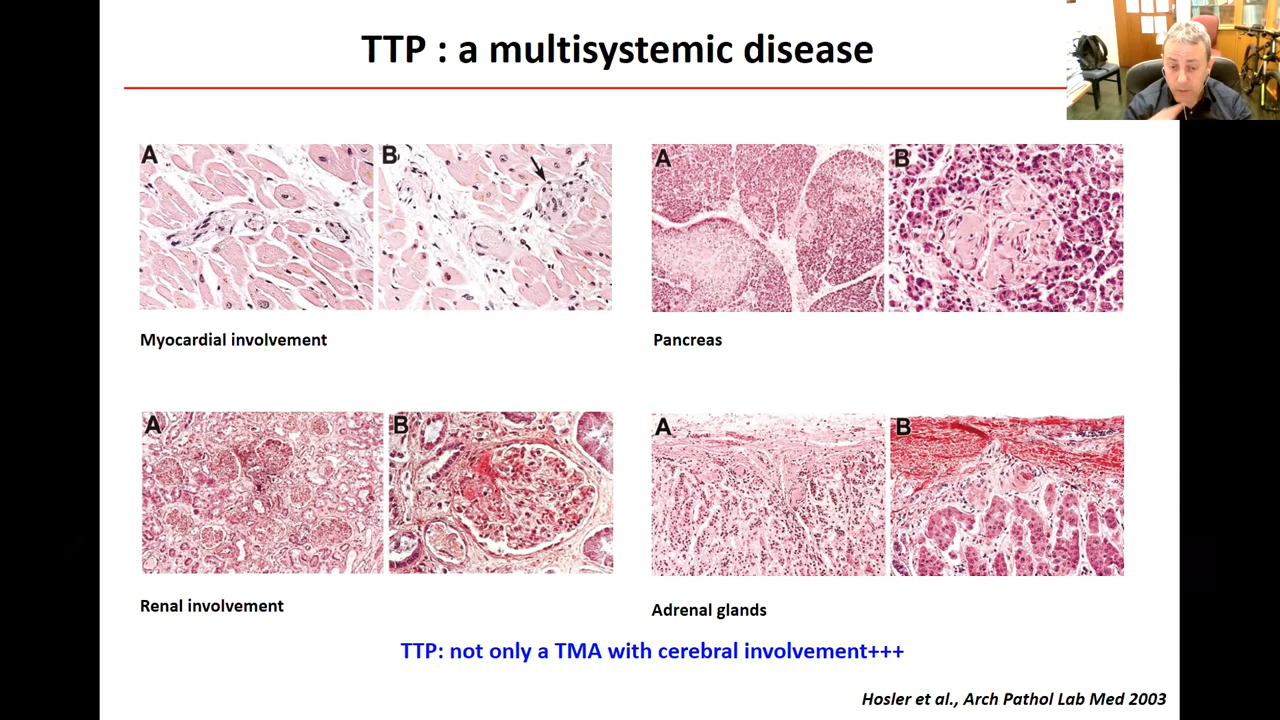 TTP : a multisystemic disease
A
B
A
B
Myocardial involvement
Pancreas
A
B
A
B
Renal involvement
Adrenal glands
TTP: not only a TMA with cerebral involvement+++
Hosler et al., Arch Pathol Lab Med 2003